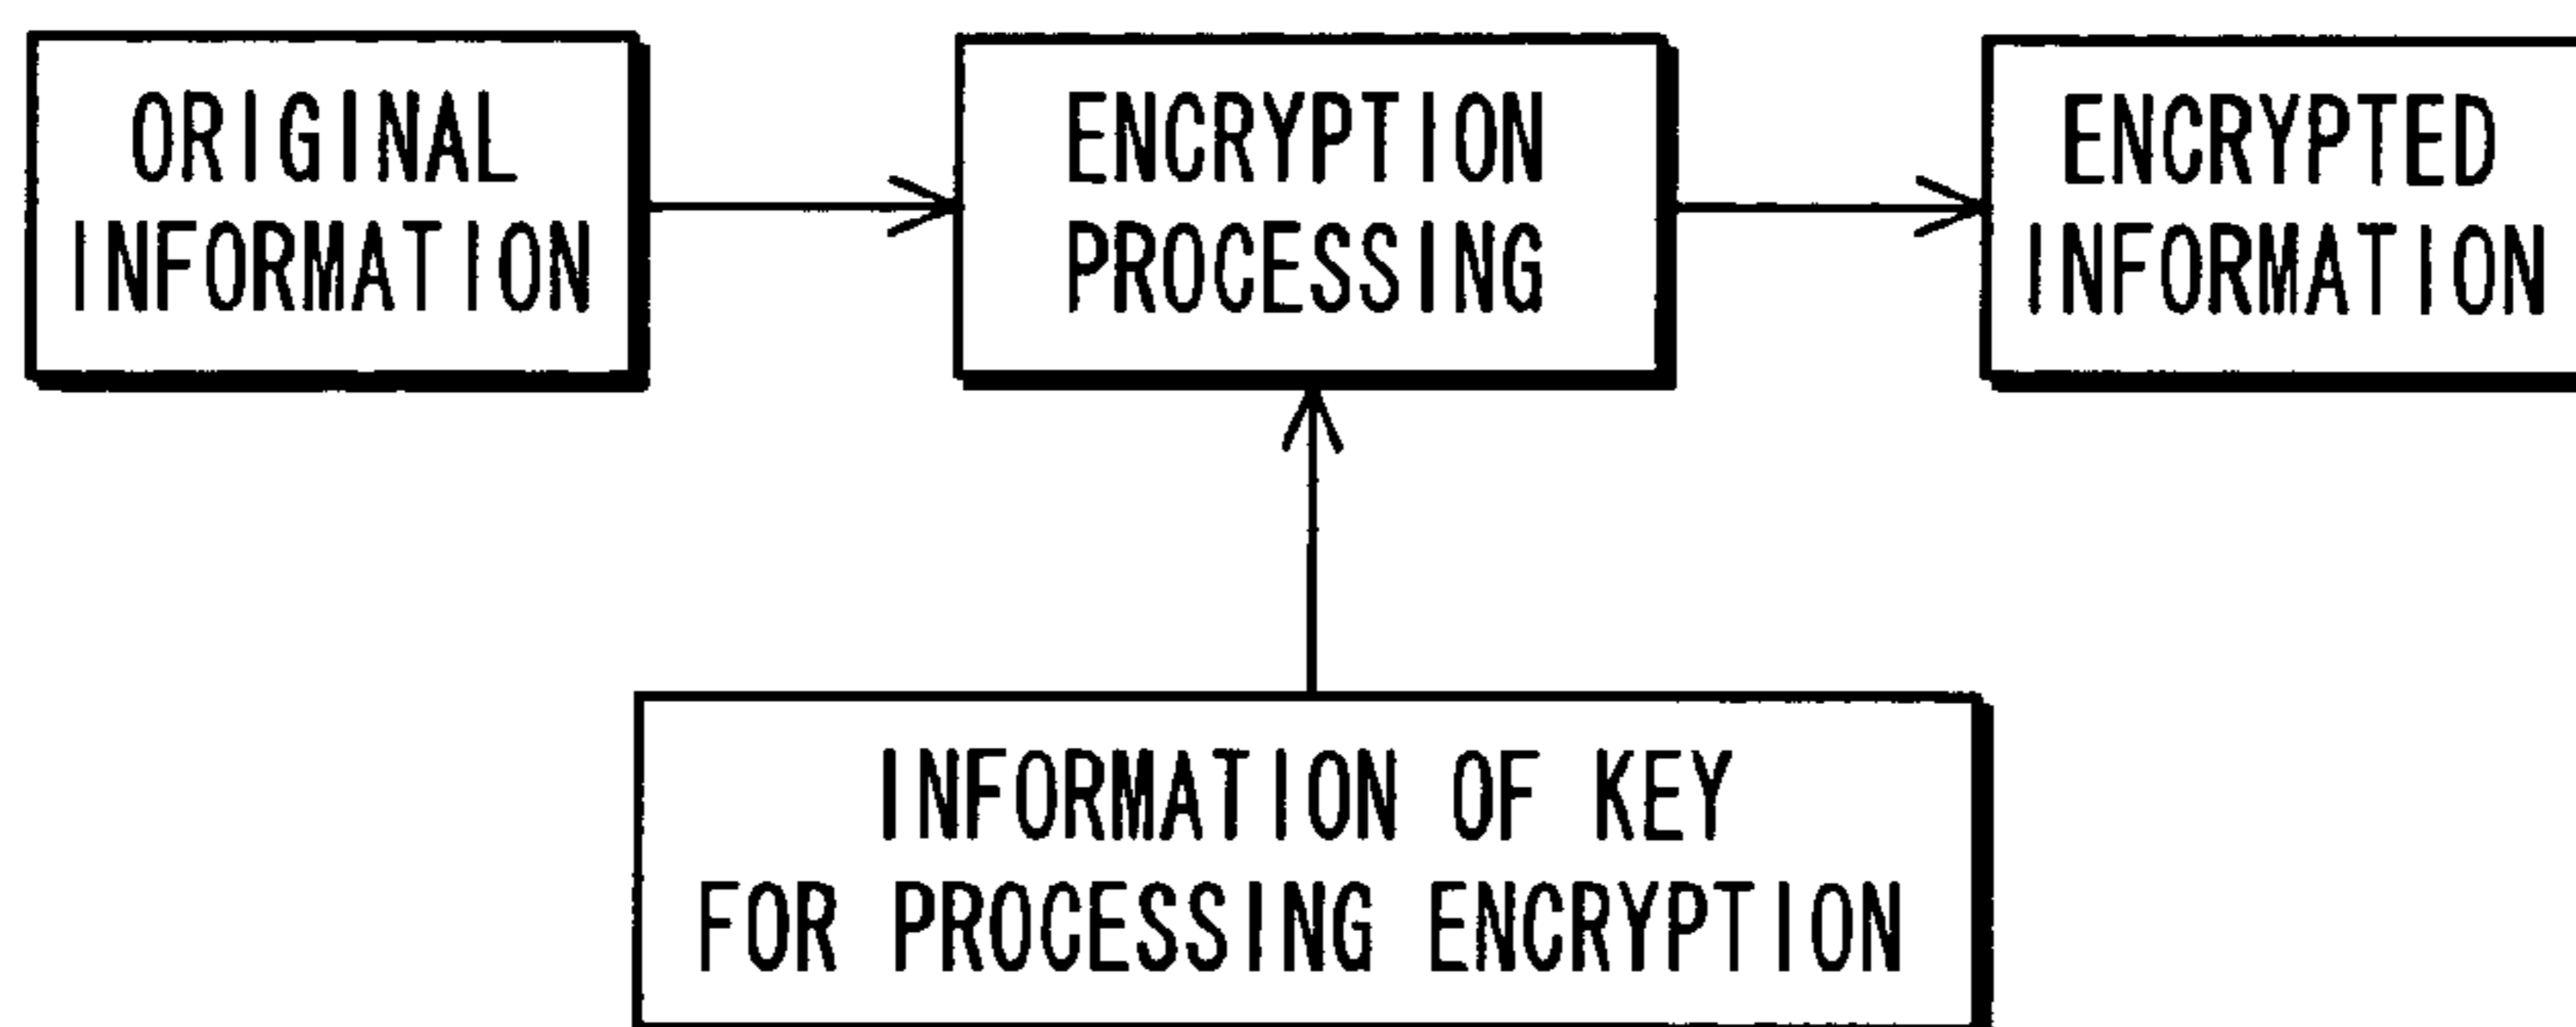 ORIGINAL
INFORMATION
ENCRYPTION
PROCESSING
ENCRYPTED
INFORMATION
INFORMATION OF KEY
FOR PROCESSING ENCRYPTION